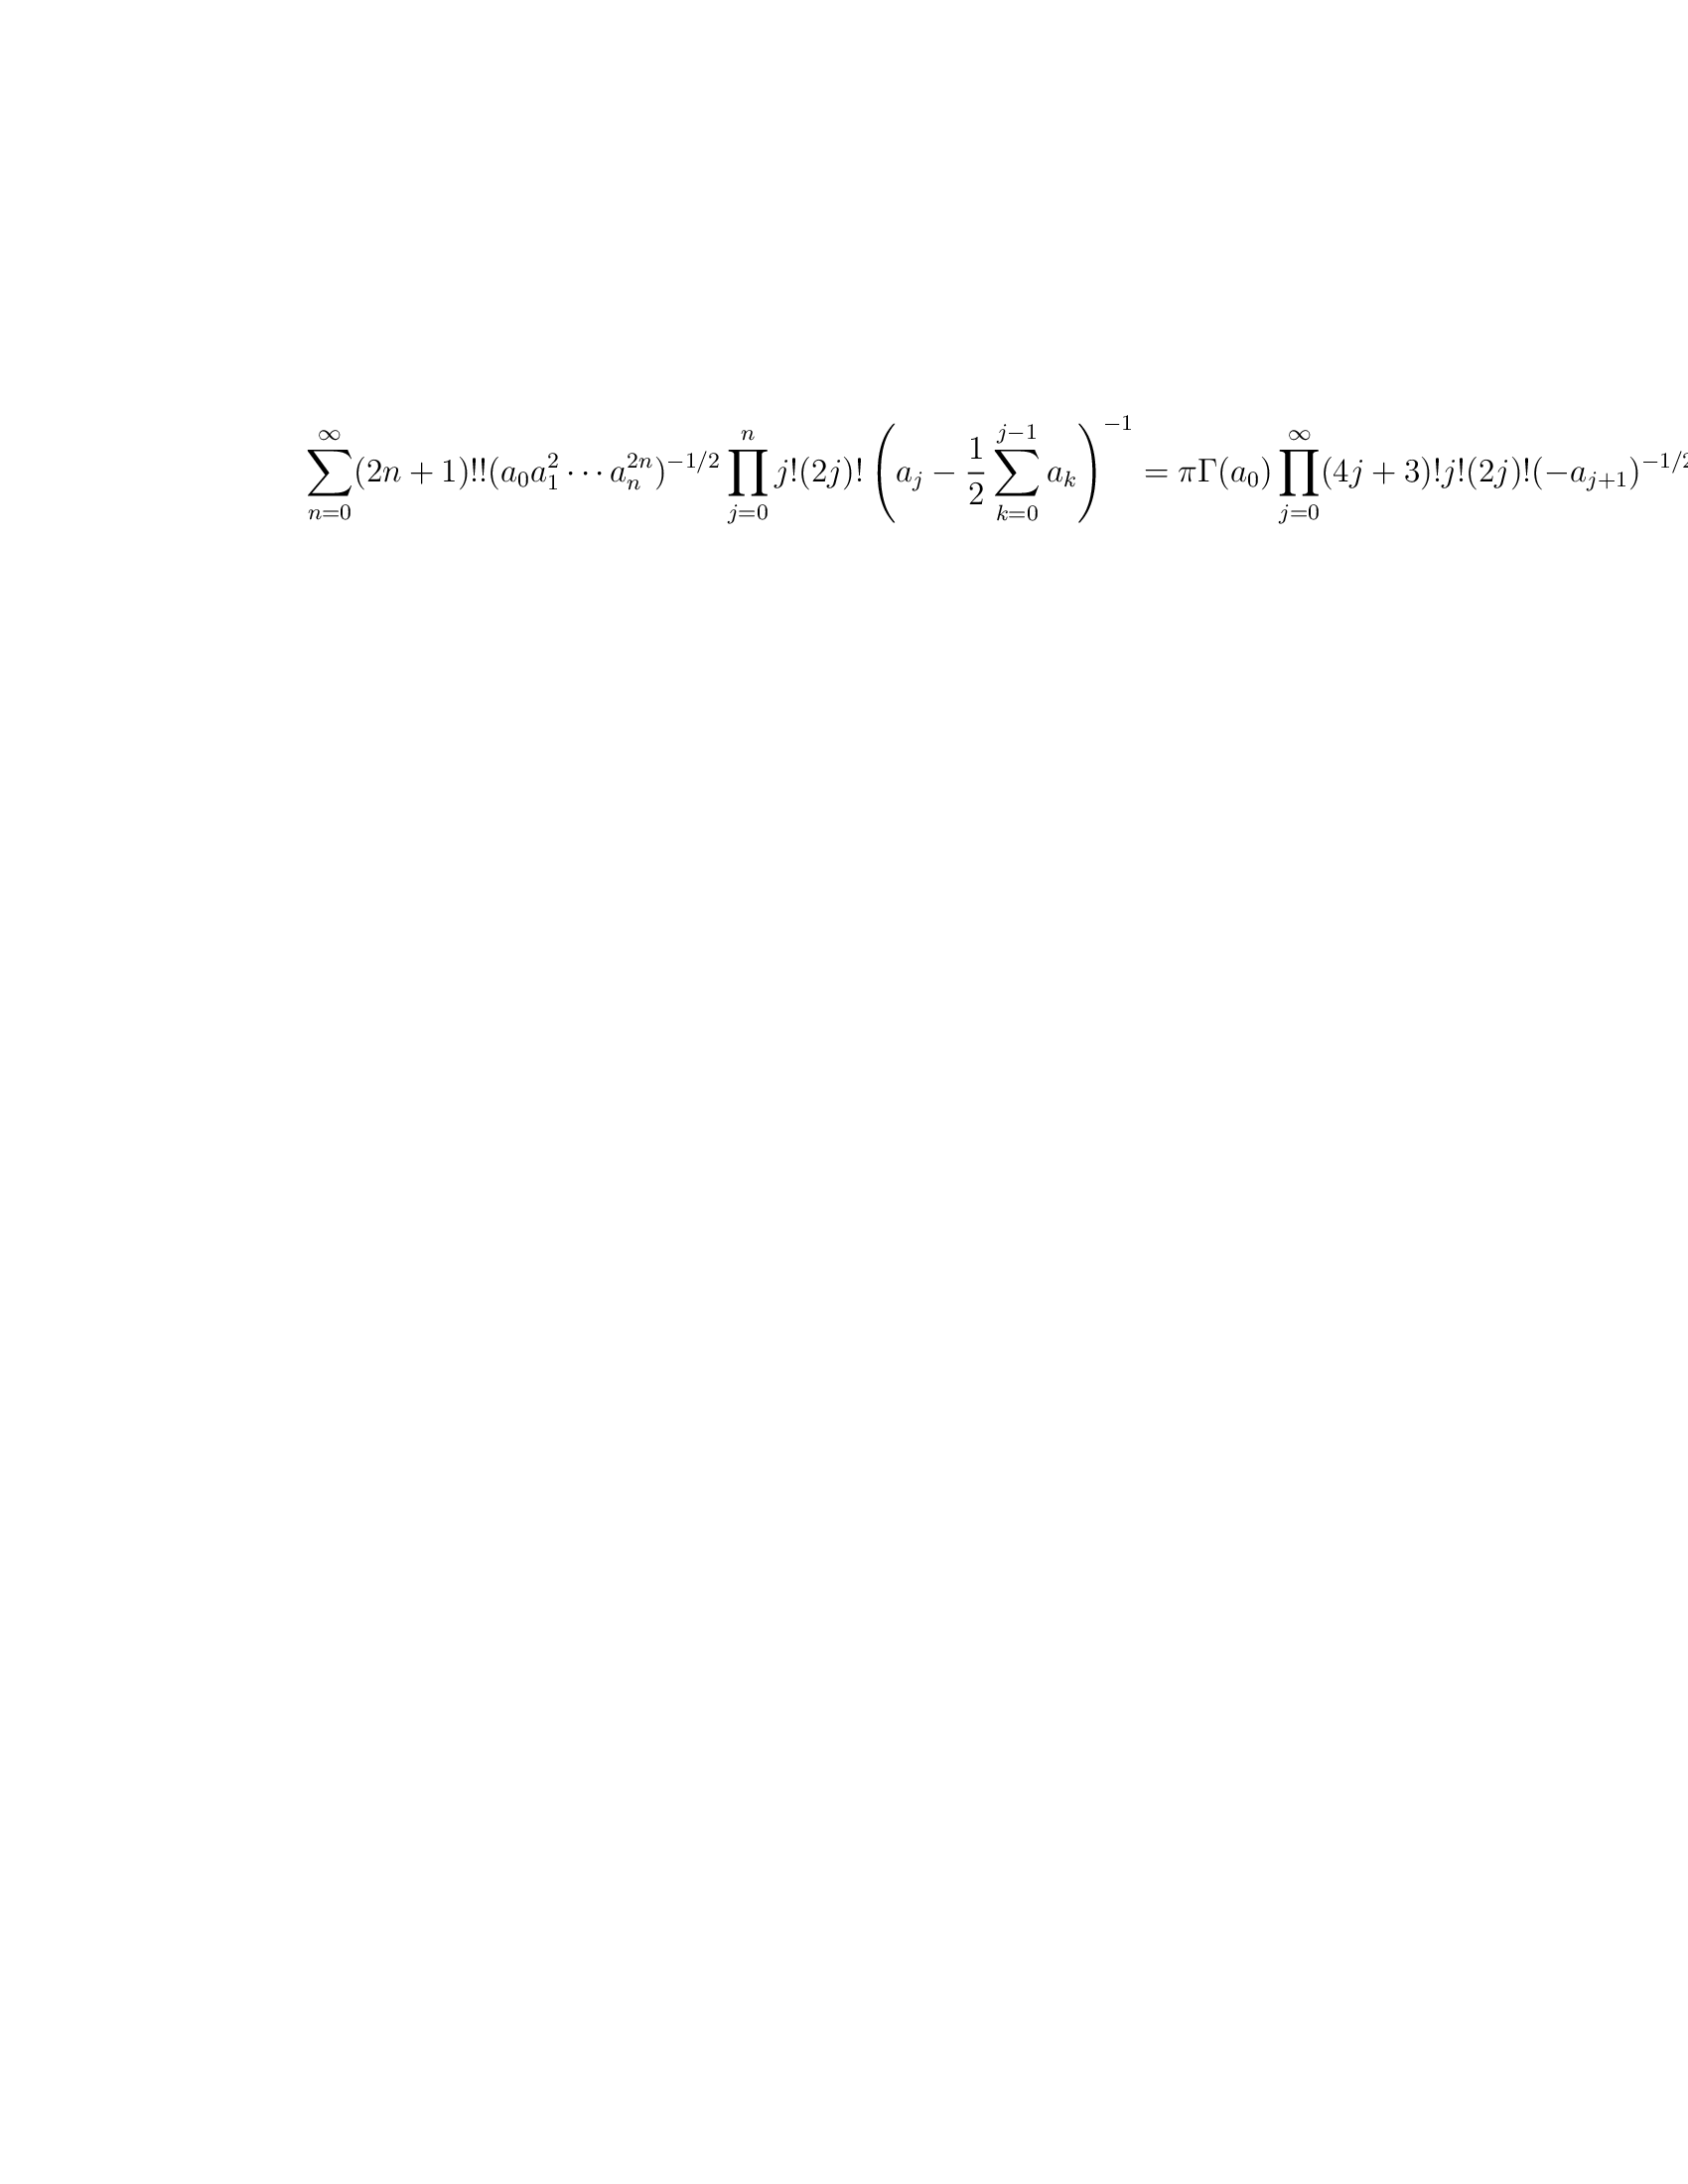 \sum_{n=0}^{\infty} (2n+1)!!(a_0 a_1^2 \cdots a_n^{2n})^{-1/2} \prod_{j=0}^{n} j!(2j)! \left( a_j - \frac{1}{2} \sum_{k=0}^{j-1} a_k \right)^{-1} = \pi \Gamma(a_0) \prod_{j=0}^{\infty} (4j+3)! j!(2j)!(-a_{j+1})^{-1/2